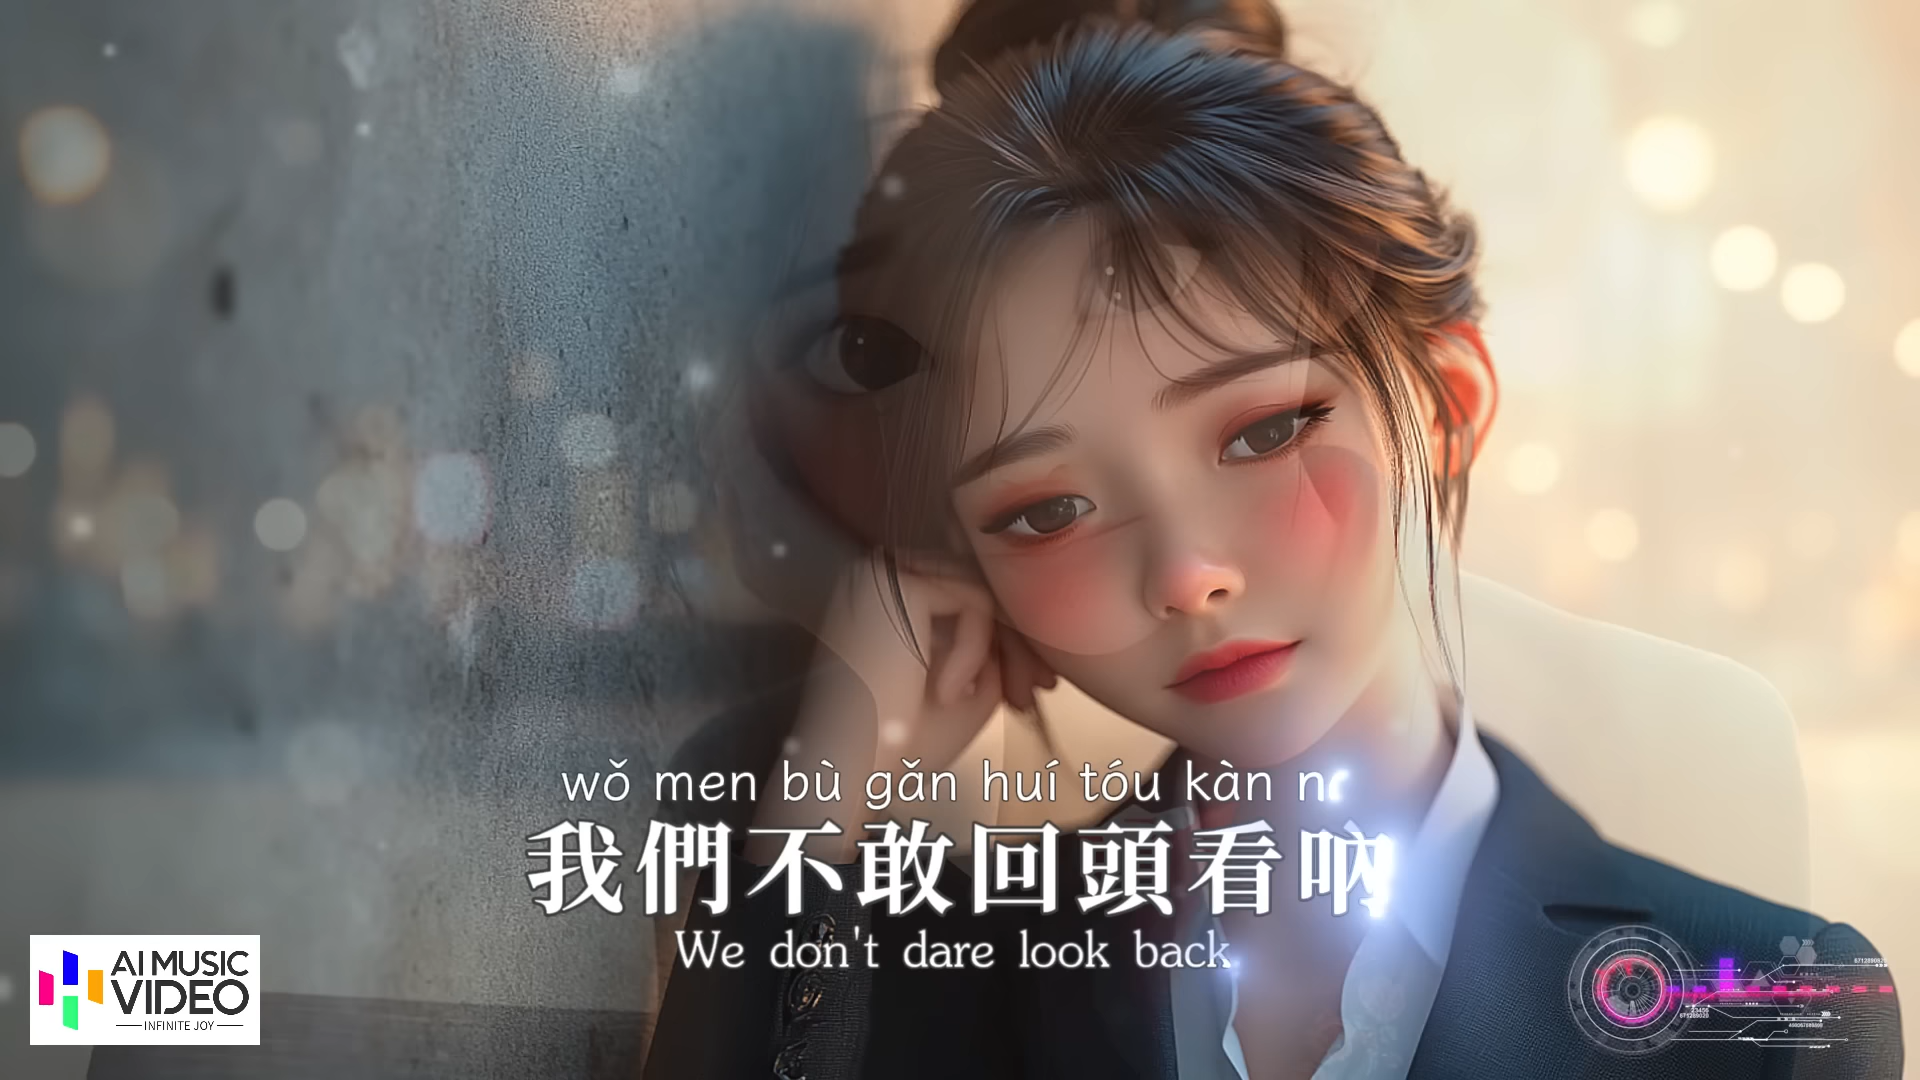 wǒ men bù gǎn huí tóu kàn n
我們不敢回頭看吶
We don't dare look back
AI MUSIC
VIDEO
INFINITE JOY